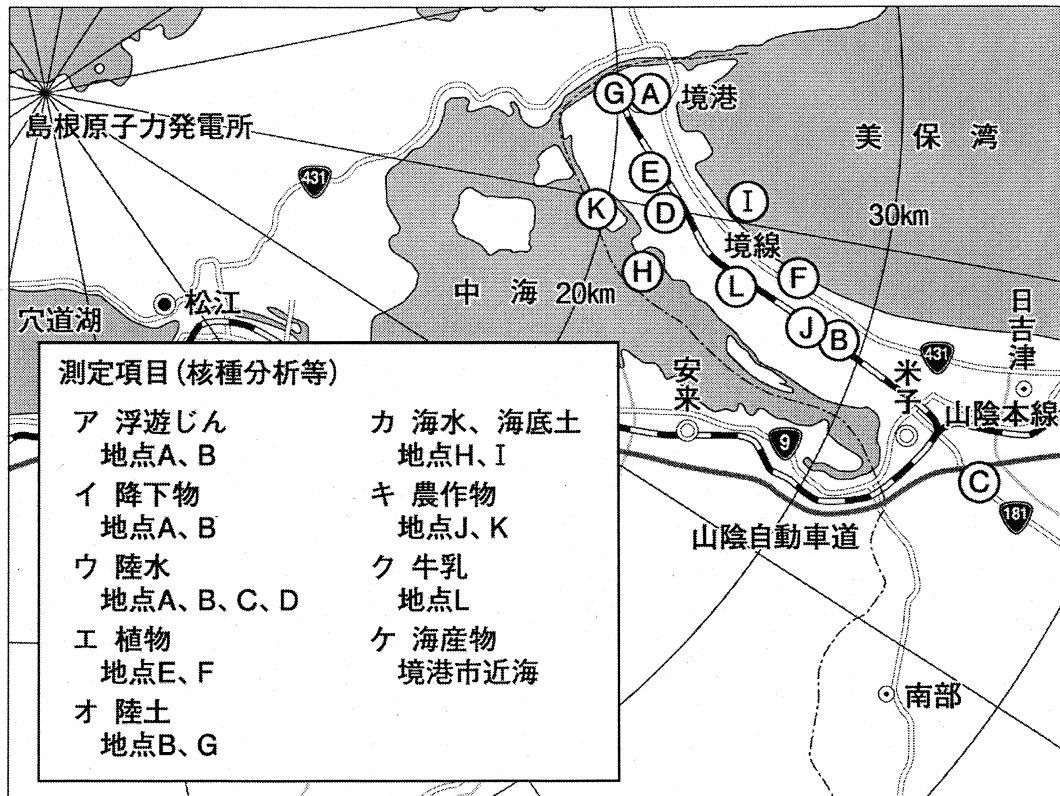 島根原子力発電所
431
G
A
境港
美保湾
E
I
K
D
30km
境線
H
F
L
中海
20km
松江
穴道湖
J
B
日吉津
431
米子
安来
山陰本線
9
C
181
山陰自動車道
南部
測定項目(核種分析等)
ア 浮遊じん
地点A、B
イ 降下物
地点A、B
ウ 陸水
地点A、B、C、D
エ 植物
地点E、F
オ 陸土
地点B、G
カ 海水、海底土
地点H、I
キ 農作物
地点J、K
ク 牛乳
地点L
ケ 海産物
境港市近海